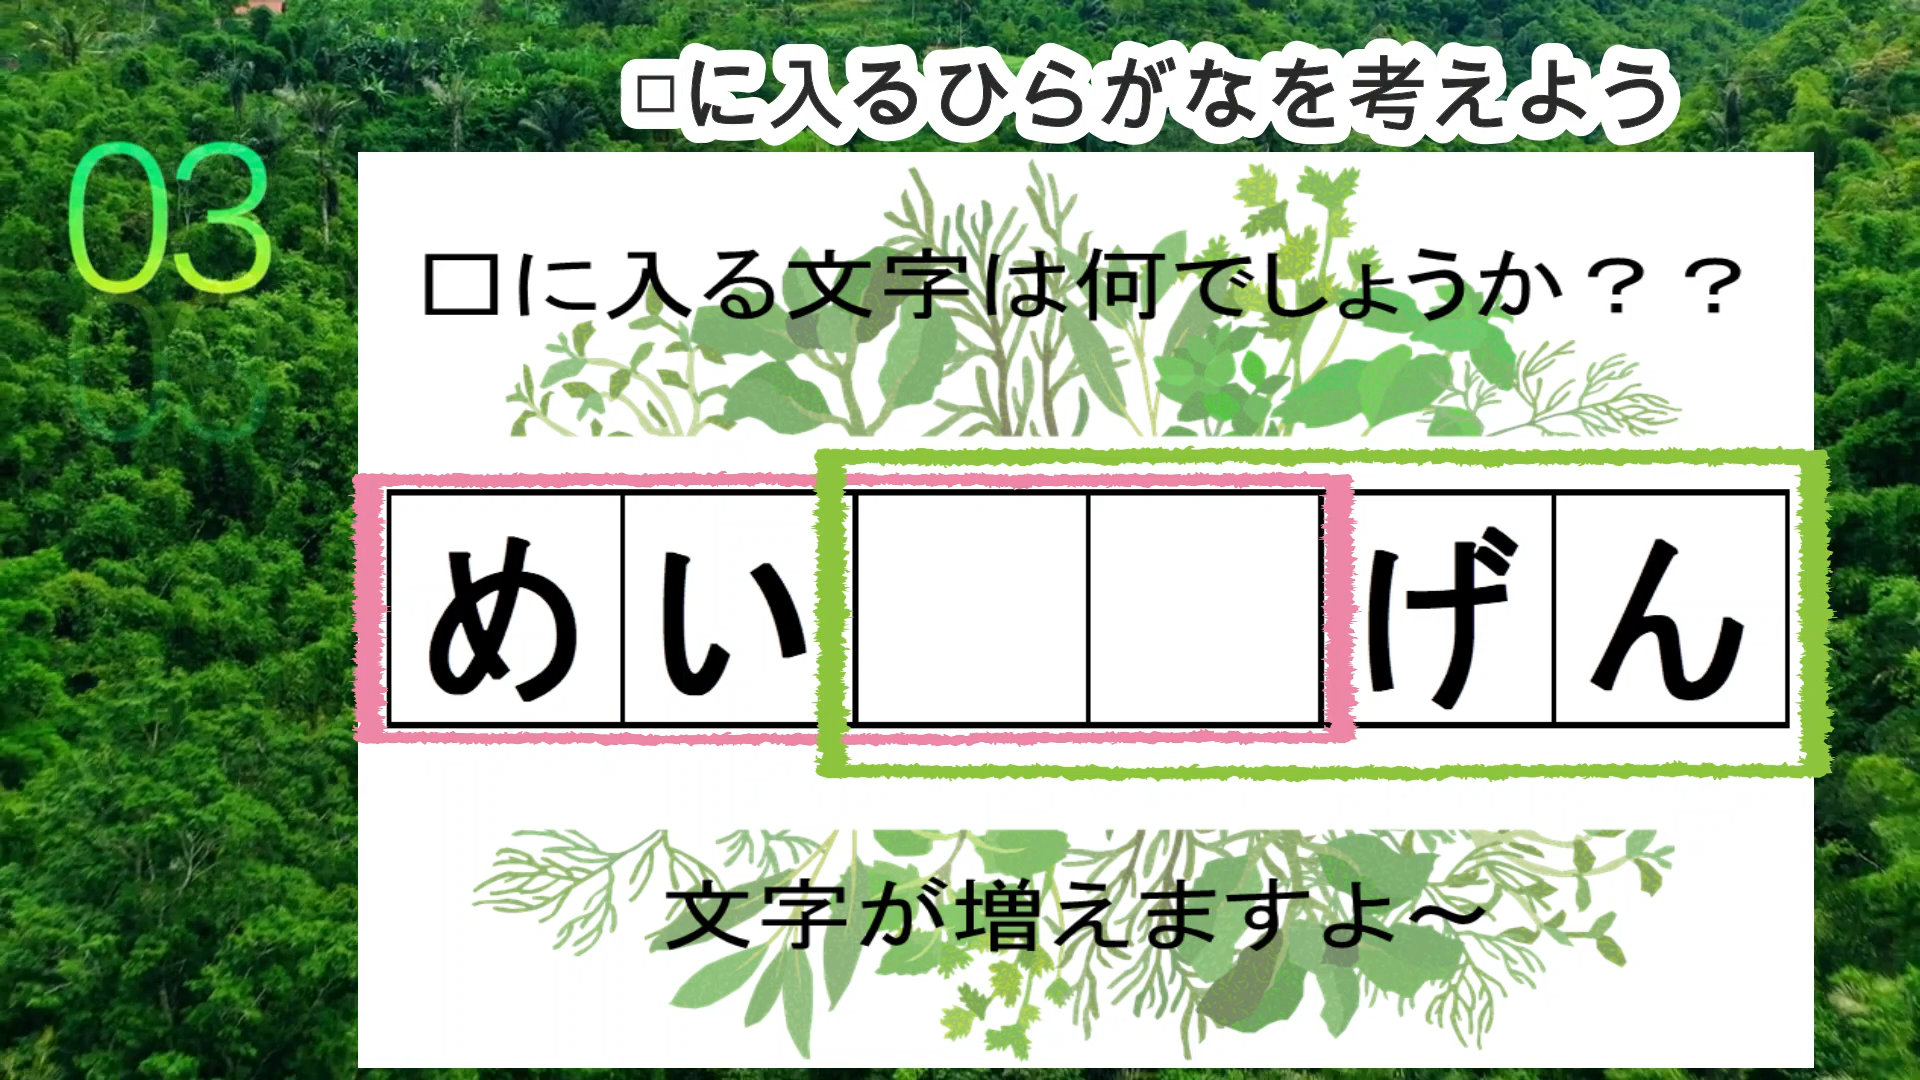 □に入るひらがなを考えよう
03
□に入る文字は何でしょうか??
めい□□げん
文字が増えますよ~